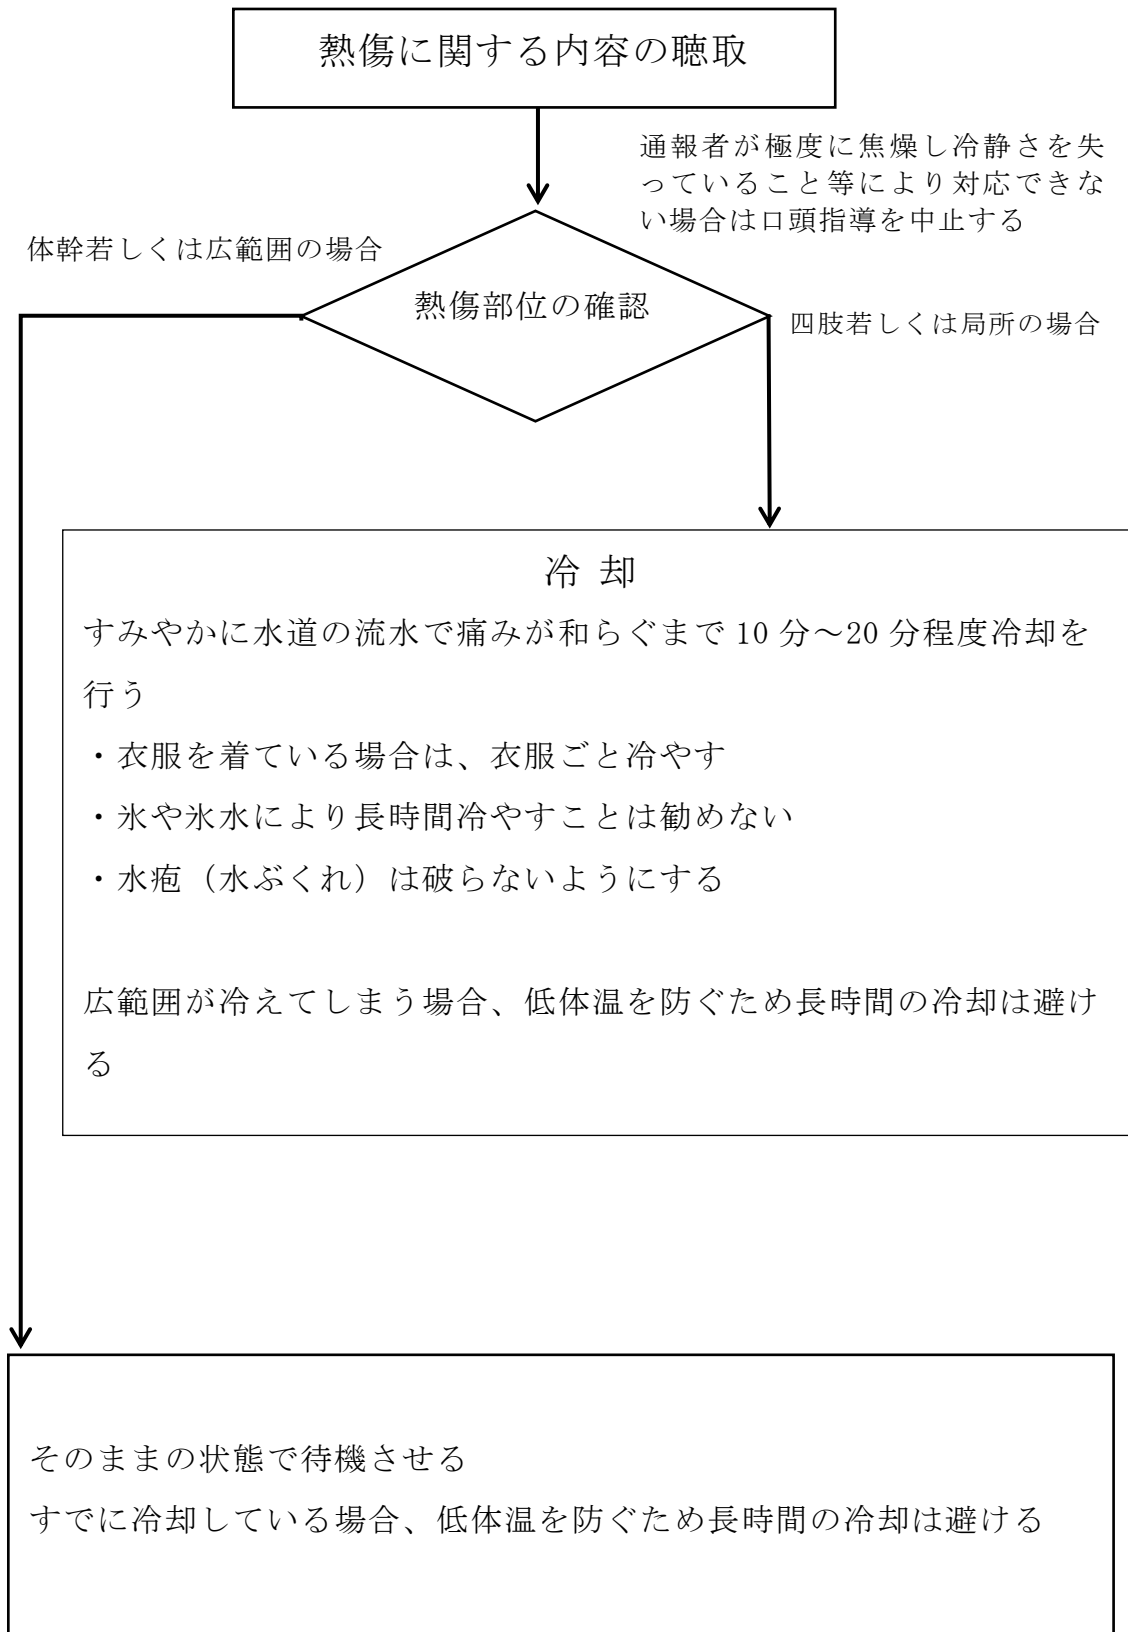 熱傷に関する内容の聴取
通報者が極度に焦燥し冷静さを失
っていること等により対応できな
い場合は口頭指導を中止する
体幹若しくは広範囲の場合
熱傷部位の確認
四肢若しくは局所の場合
冷 却
すみやかに水道の流水で痛みが和らぐまで 10 分～20 分程度冷却を
行う
・衣服を着ている場合は、衣服ごと冷やす
・氷や氷水により長時間冷やすことは勧めない
・水疱（水ぶくれ）は破らないようにする
広範囲が冷えてしまう場合、低体温を防ぐため長時間の冷却は避け
る
そのままの状態で待機させる
すでに冷却している場合、低体温を防ぐため長時間の冷却は避ける